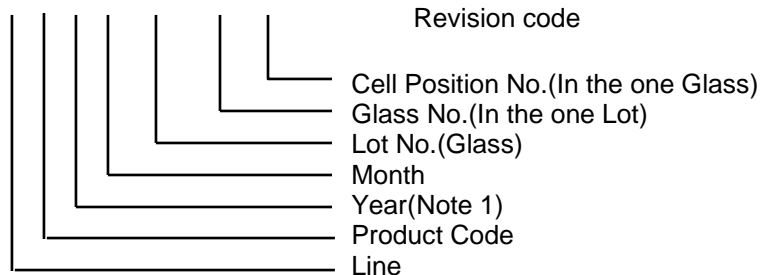 Revision code
Cell Position No.(In the one Glass)
Glass No.(In the one Lot)
Lot No.(Glass)
Month
Year(Note 1)
Product Code
Line